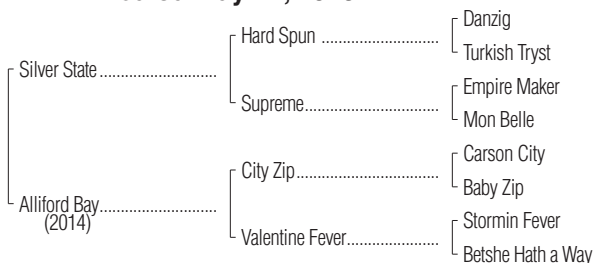 Danzig
Hard Spun ..............................
Turkish Tryst
Silver State..............................
Empire Maker
Supreme..................................
Mon Belle
Carson City
City Zip....................................
Baby Zip
Alliford Bay..............................
(2014)
Stormin Fever
Valentine Fever.......................
Betshe Hath a Way